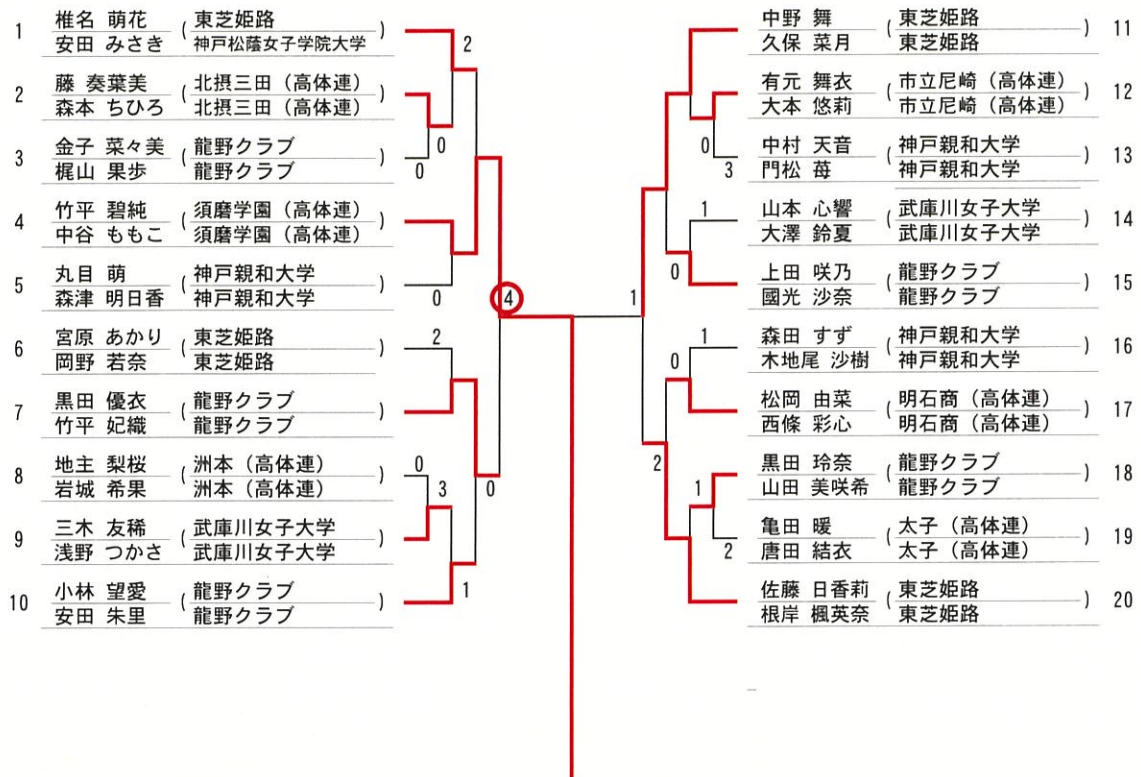 1 椎名 萌花 ( 東芝姫路 )
安田 みさき 神戸松蔭女子学院大学
2
2 藤 奏葉美 ( 北摂三田 (高体連) )
森本 ちひろ 北摂三田 (高体連)
0
3 金子 菜々美 ( 龍野クラブ )
梶山 果歩 龍野クラブ
0
4 竹平 碧純 ( 須磨学園 (高体連) )
中谷 ももこ 須磨学園 (高体連)
5 丸目 萌 ( 神戸親和大学 )
森津 明日香 神戸親和大学
0
4
6 宮原 あかり ( 東芝姫路 )
岡野 若奈 東芝姫路
2
7 黒田 優衣 ( 龍野クラブ )
竹平 妃織 龍野クラブ
8 地主 梨桜 ( 洲本 (高体連) )
岩城 希果 洲本 (高体連)
0
3
0
9 三木 友稀 ( 武庫川女子大学 )
浅野 つかさ 武庫川女子大学
1
10 小林 望愛 ( 龍野クラブ )
安田 朱里 龍野クラブ
中野 舞 ( 東芝姫路 ) 11
久保 菜月 東芝姫路
有元 舞衣 ( 市立尼崎 (高体連) ) 12
大本 悠莉 市立尼崎 (高体連)
0
3
中村 天音 ( 神戸親和大学 ) 13
門松 苺 神戸親和大学
1
山本 心響 ( 武庫川女子大学 ) 14
大澤 鈴夏 武庫川女子大学
0
上田 咲乃 ( 龍野クラブ ) 15
國光 沙奈 龍野クラブ
1
1
森田 すず ( 神戸親和大学 ) 16
木地尾 沙樹 神戸親和大学
0
松岡 由菜 ( 明石商 (高体連) ) 17
西條 彩心 明石商 (高体連)
2
黒田 玲奈 ( 龍野クラブ ) 18
山田 美咲希 龍野クラブ
1
亀田 暖 ( 太子 (高体連) ) 19
唐田 結衣 太子 (高体連)
2
佐藤 日香莉 ( 東芝姫路 ) 20
根岸 楓英奈 東芝姫路